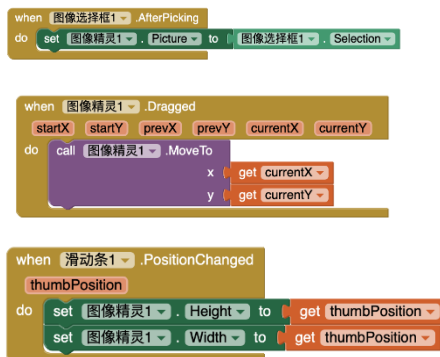 when 图像选择框1 .AfterPicking
do set 图像精灵1 . Picture to 图像选择框1 . Selection
when 图像精灵1 .Dragged
startX startY prevX prevY currentX currentY
do call 图像精灵1 .MoveTo
x get currentX
y get currentY
when 滑动条1 .PositionChanged
thumbPosition
do set 图像精灵1 . Height to get thumbPosition
set 图像精灵1 . Width to get thumbPosition